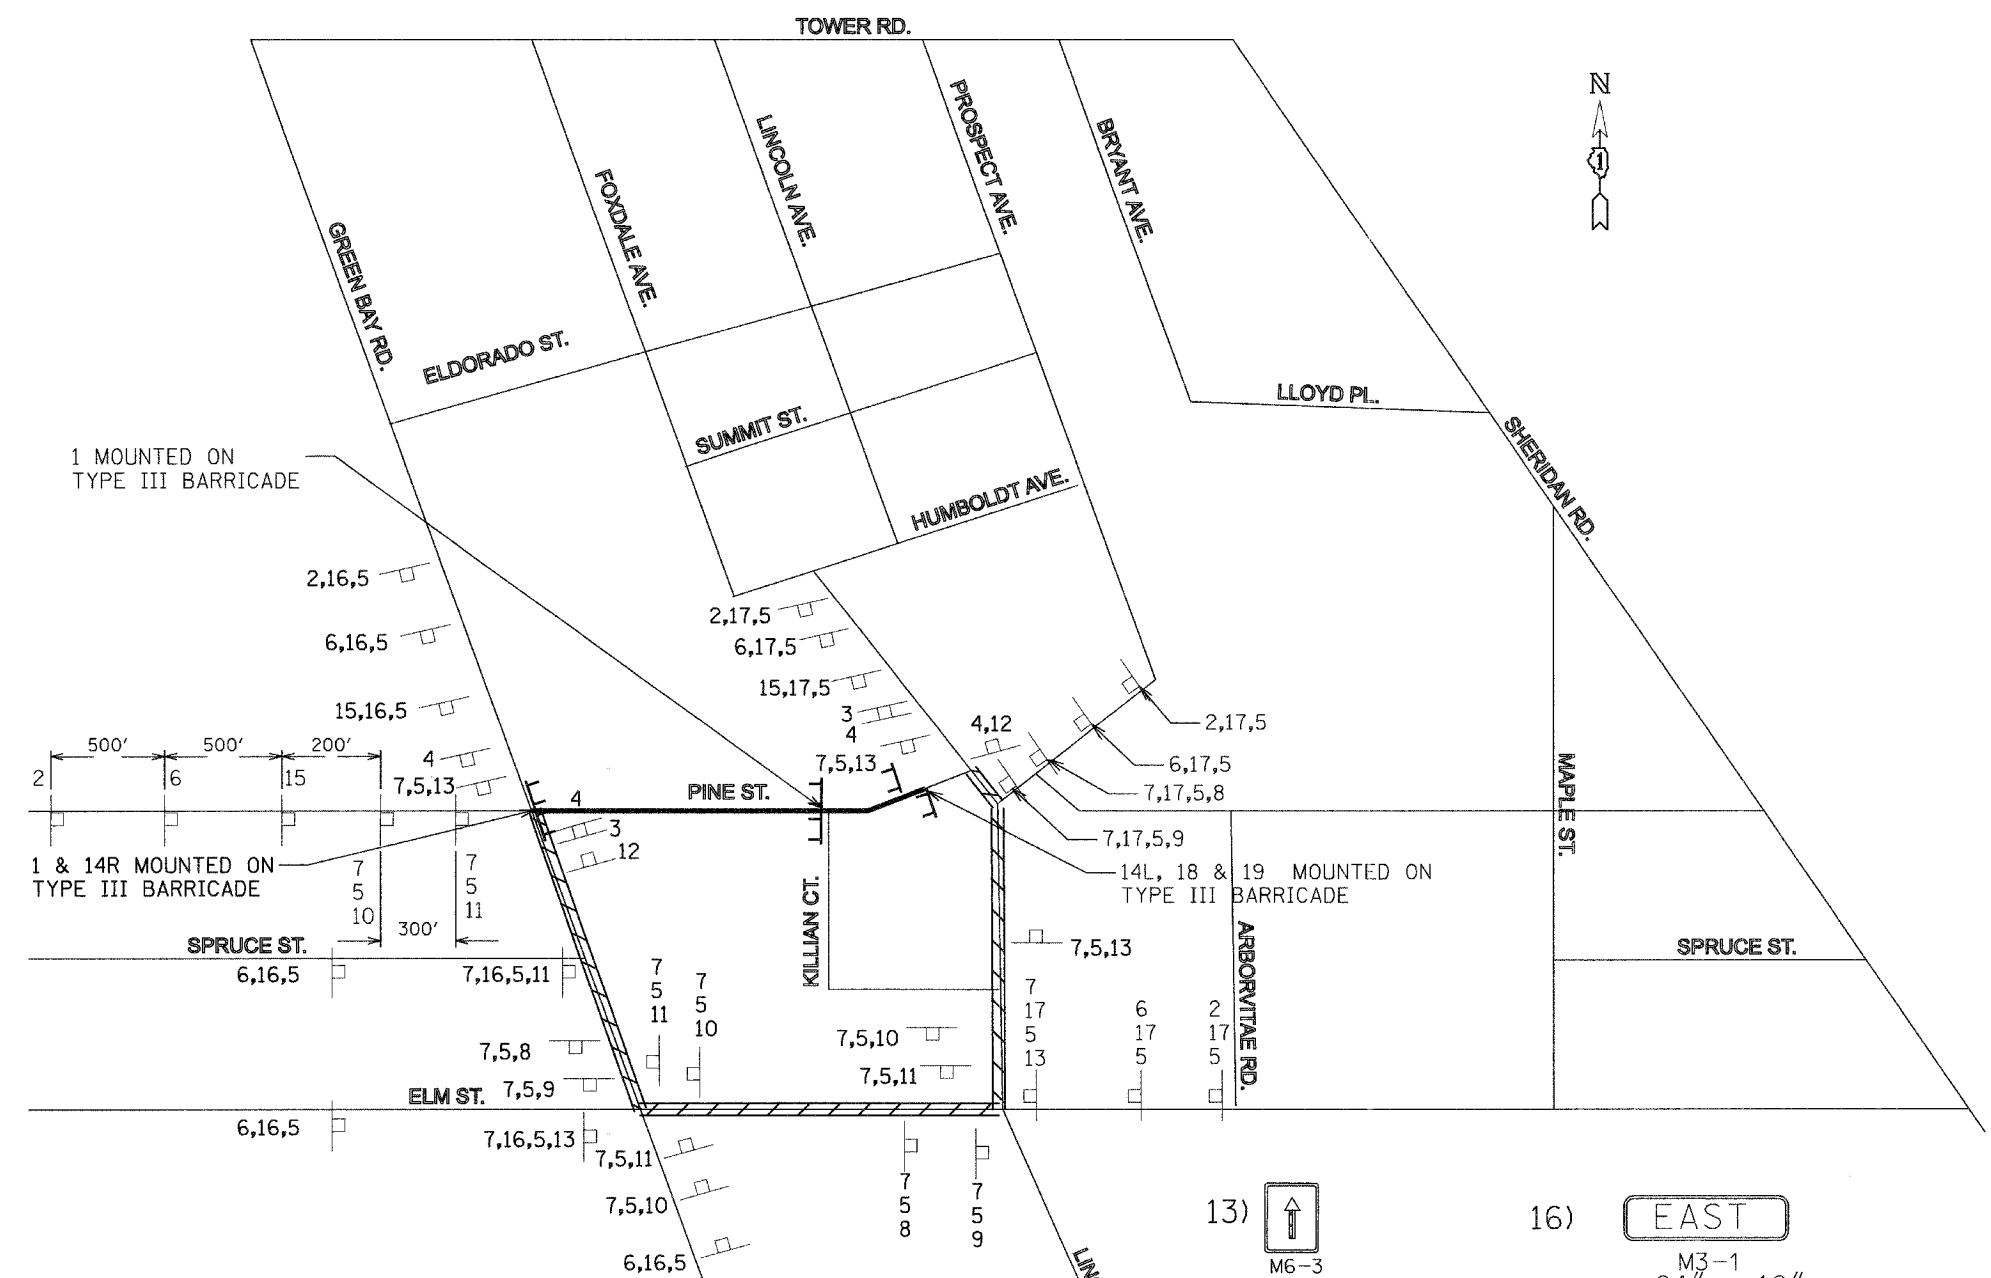 TOWER RD.
N
1
GREEN BAY RD.
FOXDALE AVE.
LINCOLN AVE.
PROSPECT AVE.
BRYANT AVE.
ELDORADO ST.
SUMMIT ST.
HUMBOLDT AVE.
LLOYD PL.
SHERIDAN RD.
1 MOUNTED ON
TYPE III BARRICADE
2,16,5
6,16,5
15,16,5
4
7,5,13
2,17,5
6,17,5
15,17,5
3
4
7,5,13
4,12
2,17,5
6,17,5
7,17,5,8
7,17,5,9
500'
500'
200'
2
6
15
4
PINE ST.
3
12
1 & 14R MOUNTED ON
TYPE III BARRICADE
7
5
10
7
5
11
300'
14L, 18 & 19 MOUNTED ON
TYPE III BARRICADE
MAPLE ST.
KILLIAN CT.
ARBORVITAE RD.
SPRUCE ST.
SPRUCE ST.
6,16,5
7,16,5,11
7
5
11
7
5
10
7,5,13
7
17
5
13
6
17
5
2
17
5
7,5,8
7,5,9
7,5,10
7,5,11
ELM ST.
6,16,5
7,16,5,13
7,5,11
7,5,10
6,16,5
7
5
8
7
5
9
13)
M6-3
16)
EAST
M3-1